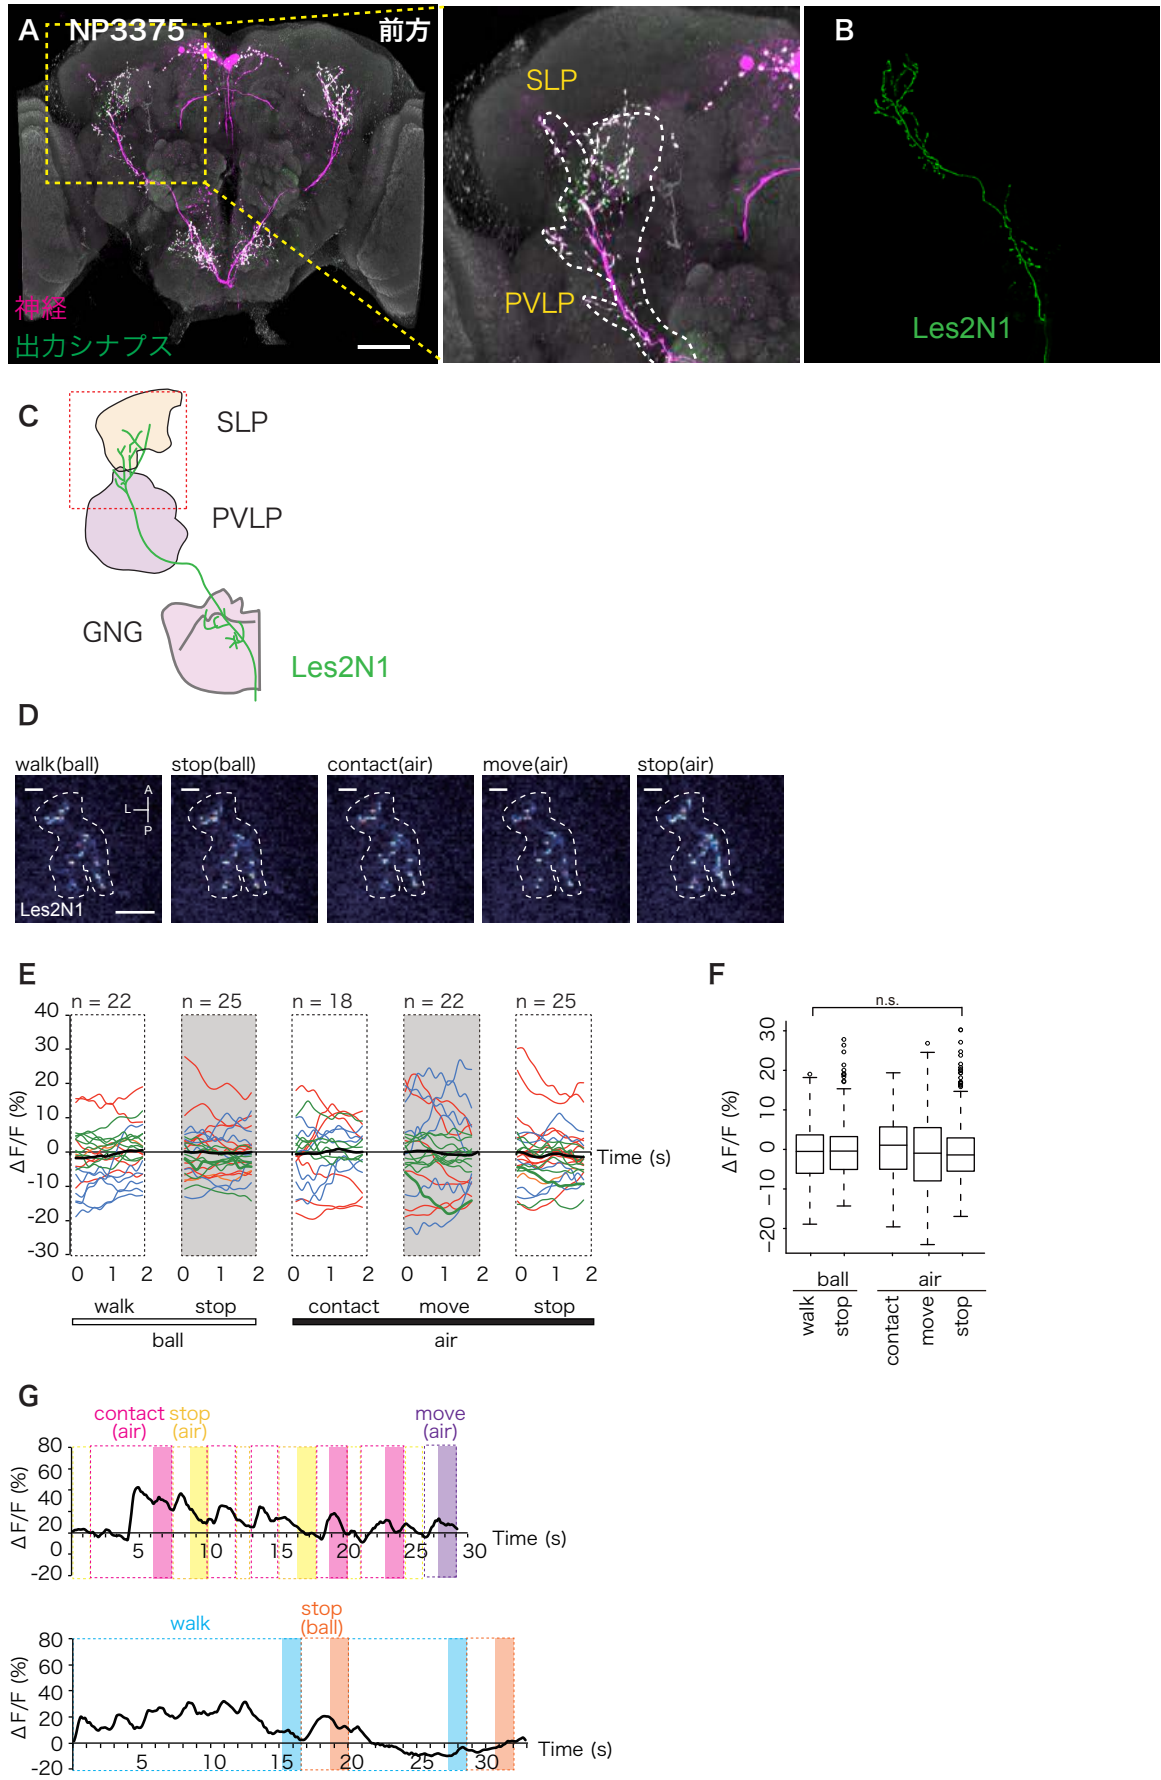 A NP3375 前方
神経
出力シナプス
SLP
PVLP
B
Les2N1
C
SLP
PVLP
GNG
Les2N1
D
walk(ball) stop(ball) contact(air) move(air) stop(air)
A
L
P
Les2N1
E
n = 22 n = 25 n = 18 n = 22 n = 25
40
30
20
10
0
-10
-20
-30
ΔF/F (%)
Time (s)
0 1 2 0 1 2 0 1 2 0 1 2 0 1 2
walk stop contact move stop
ball air
F
n.s.
30
20
10
0
−10
−20
ΔF/F (%)
ball air
walk stop contact move stop
G
contact stop move
(air) (air) (air)
80
60
40
20
0
-20
ΔF/F (%)
5 10 15 20 25 30
Time (s)
stop
walk (ball)
80
60
40
20
0
-20
ΔF/F (%)
5 10 15 20 25 30
Time (s)